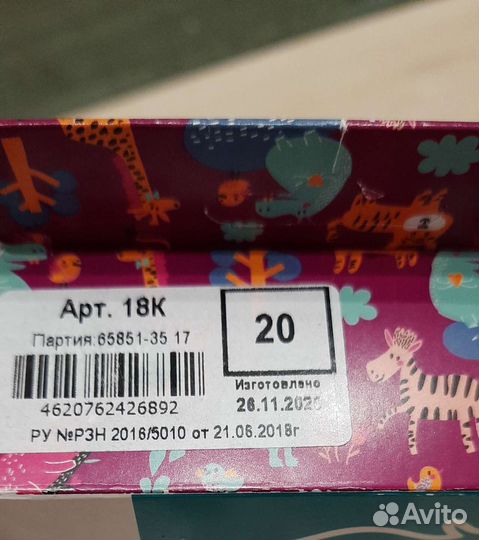 Арт. 18К
Партия:65851-35 17
20
Изготовлено
26.11.2020
4620762426892
РУ №РЗН 2016/5010 от 21.06.2018г
Avito